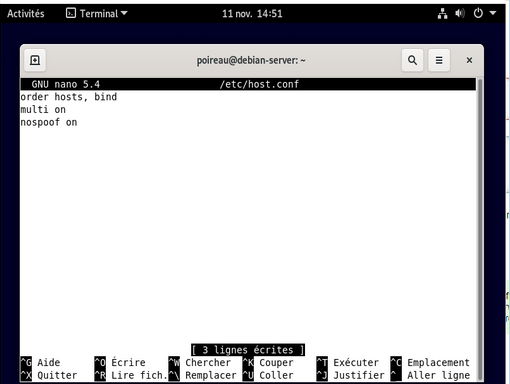 Activités Terminal 11 nov. 14:51
poireau@debian-server: ~
GNU nano 5.4 /etc/host.conf
order hosts, bind
multi on
nospoof on
[ 3 lignes écrites ]
^G Aide ^O Écrire ^W Chercher ^K Couper ^T Exécuter ^C Emplacement
^X Quitter ^R Lire fich. ^\ Remplacer ^U Coller ^J Justifier ^_ Aller ligne